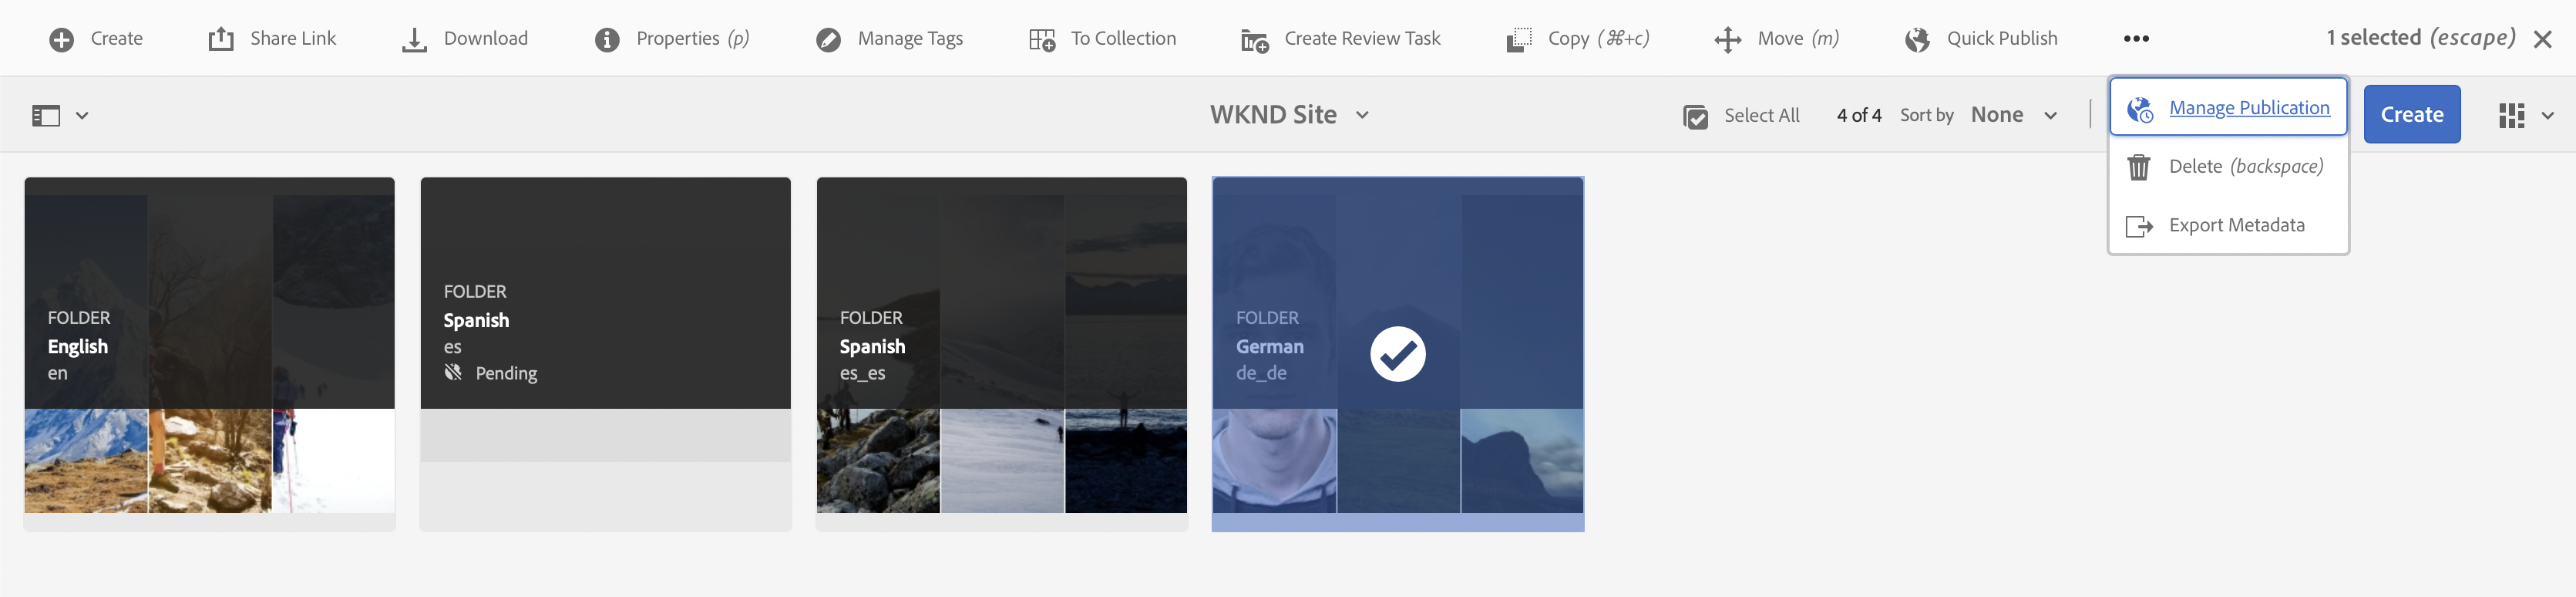 Create Share Link Download Properties (p) Manage Tags To Collection Create Review Task Copy (⌘+c) Move (m) Quick Publish ••• 1 selected (escape)
WKND Site Select All 4 of 4 Sort by None Create
Manage Publication
Delete (backspace)
Export Metadata
FOLDER
English
en
FOLDER
Spanish
es
Pending
FOLDER
Spanish
es_es
FOLDER
German
de_de